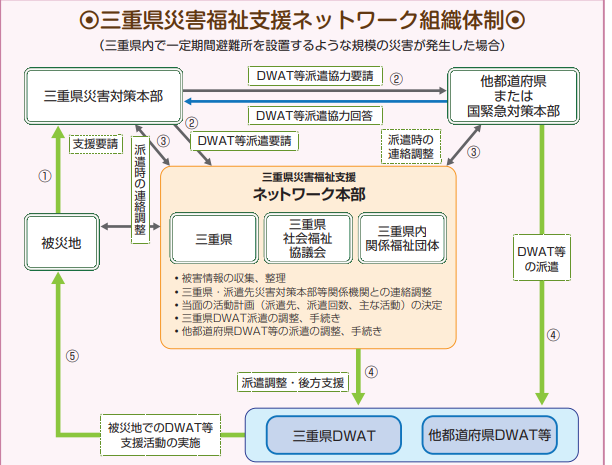 ◎三重県災害福祉支援ネットワーク組織体制◎
（三重県内で一定期間避難所を設置するような規模の災害が発生した場合）
三重県災害対策本部
DWAT等派遣協力要請
②
DWAT等派遣協力回答
他都道府県
または
国緊急対策本部
支援要請
①
派遣時の連絡調整
③
②
DWAT等派遣要請
派遣時の
連絡調整
③
三重県災害福祉支援
ネットワーク本部
三重県
三重県
社会福祉
協議会
三重県内
関係福祉団体
被災地
・被害情報の収集、整理
・三重県・派遣先災害対策本部等関係機関との連絡調整
・当面の活動計画（派遣先、派遣回数、主な活動）の決定
・三重県DWAT派遣の調整、手続き
・他都道府県DWAT等の派遣の調整、手続き
DWAT等
の派遣
④
⑤
派遣調整・後方支援
④
被災地でのDWAT等
支援活動の実施
三重県DWAT
他都道府県DWAT等